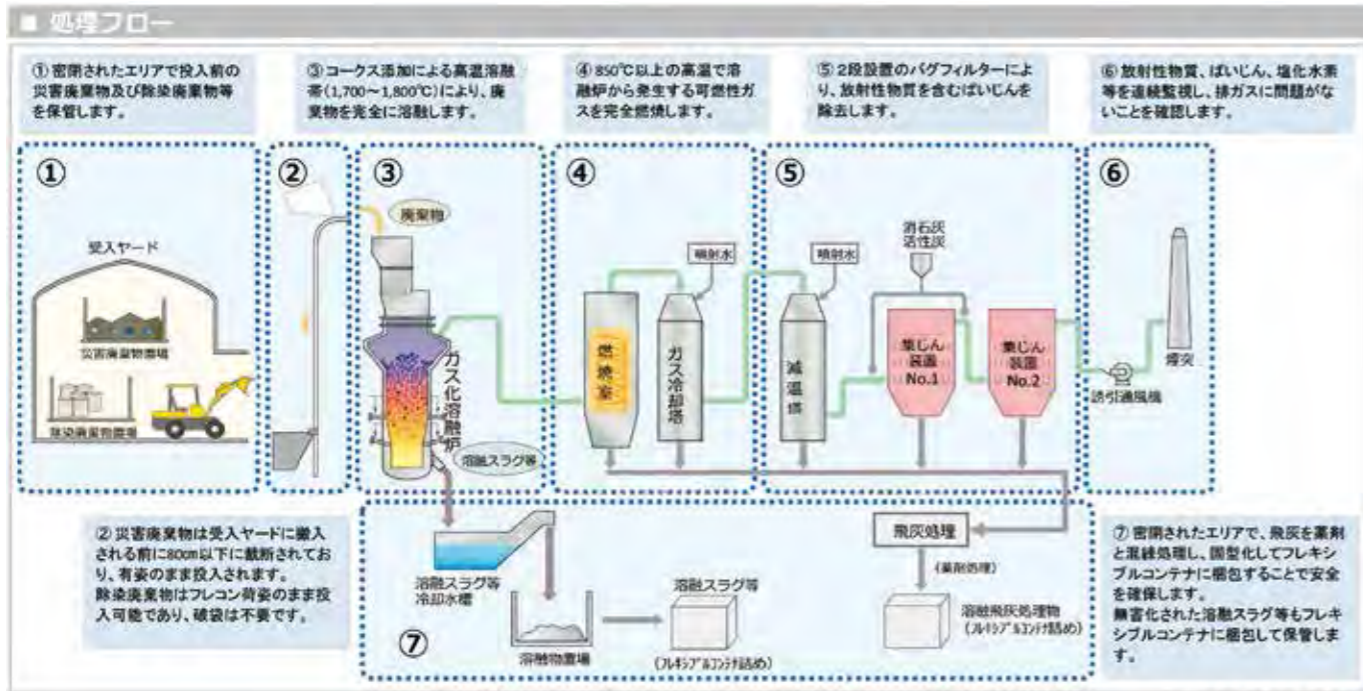 ■ 処理フロー
① 密閉されたエリアで投入前の
災害廃棄物及び除染廃棄物等
を保管します。
③ コークス添加による高温溶融
帯(1,700～1,800℃)により、廃
棄物を完全に溶融します。
④ 850℃以上の高温で溶
融炉から発生する可燃性ガ
スを完全燃焼します。
⑤ 2段設置のバグフィルターによ
り、放射性物質を含むばいじんを
除去します。
⑥ 放射性物質、ばいじん、塩化水素
等を連続監視し、排ガスに問題がな
いことを確認します。
①
受入ヤード
災害廃棄物置場
除染廃棄物置場
②
③
廃棄物
ガス化溶融炉
溶融スラグ等
④
噴射水
燃焼室
ガス冷却塔
⑤
噴射水
減温塔
消石灰
活性炭
集じん
装置
No.1
集じん
装置
No.2
⑥
誘引通風機
煙突
② 災害廃棄物は受入ヤードに搬入
される前に80cm以下に裁断されてお
り、有姿のまま投入されます。
除染廃棄物はフレコン荷姿のまま投
入可能であり、破袋は不要です。
⑦
溶融スラグ等
冷却水槽
溶融物置場
溶融スラグ等
(ﾌﾚｷｼﾌﾞﾙｺﾝﾃﾅ詰め)
飛灰処理
(薬剤処理)
溶融飛灰処理物
(ﾌﾚｷｼﾌﾞﾙｺﾝﾃﾅ詰め)
⑦ 密閉されたエリアで、飛灰を薬剤
と混練処理し、固型化してフレキシ
ブルコンテナに梱包することで安全
を確保します。
無害化された溶融スラグ等もフレキ
シブルコンテナに梱包して保管しま
す。